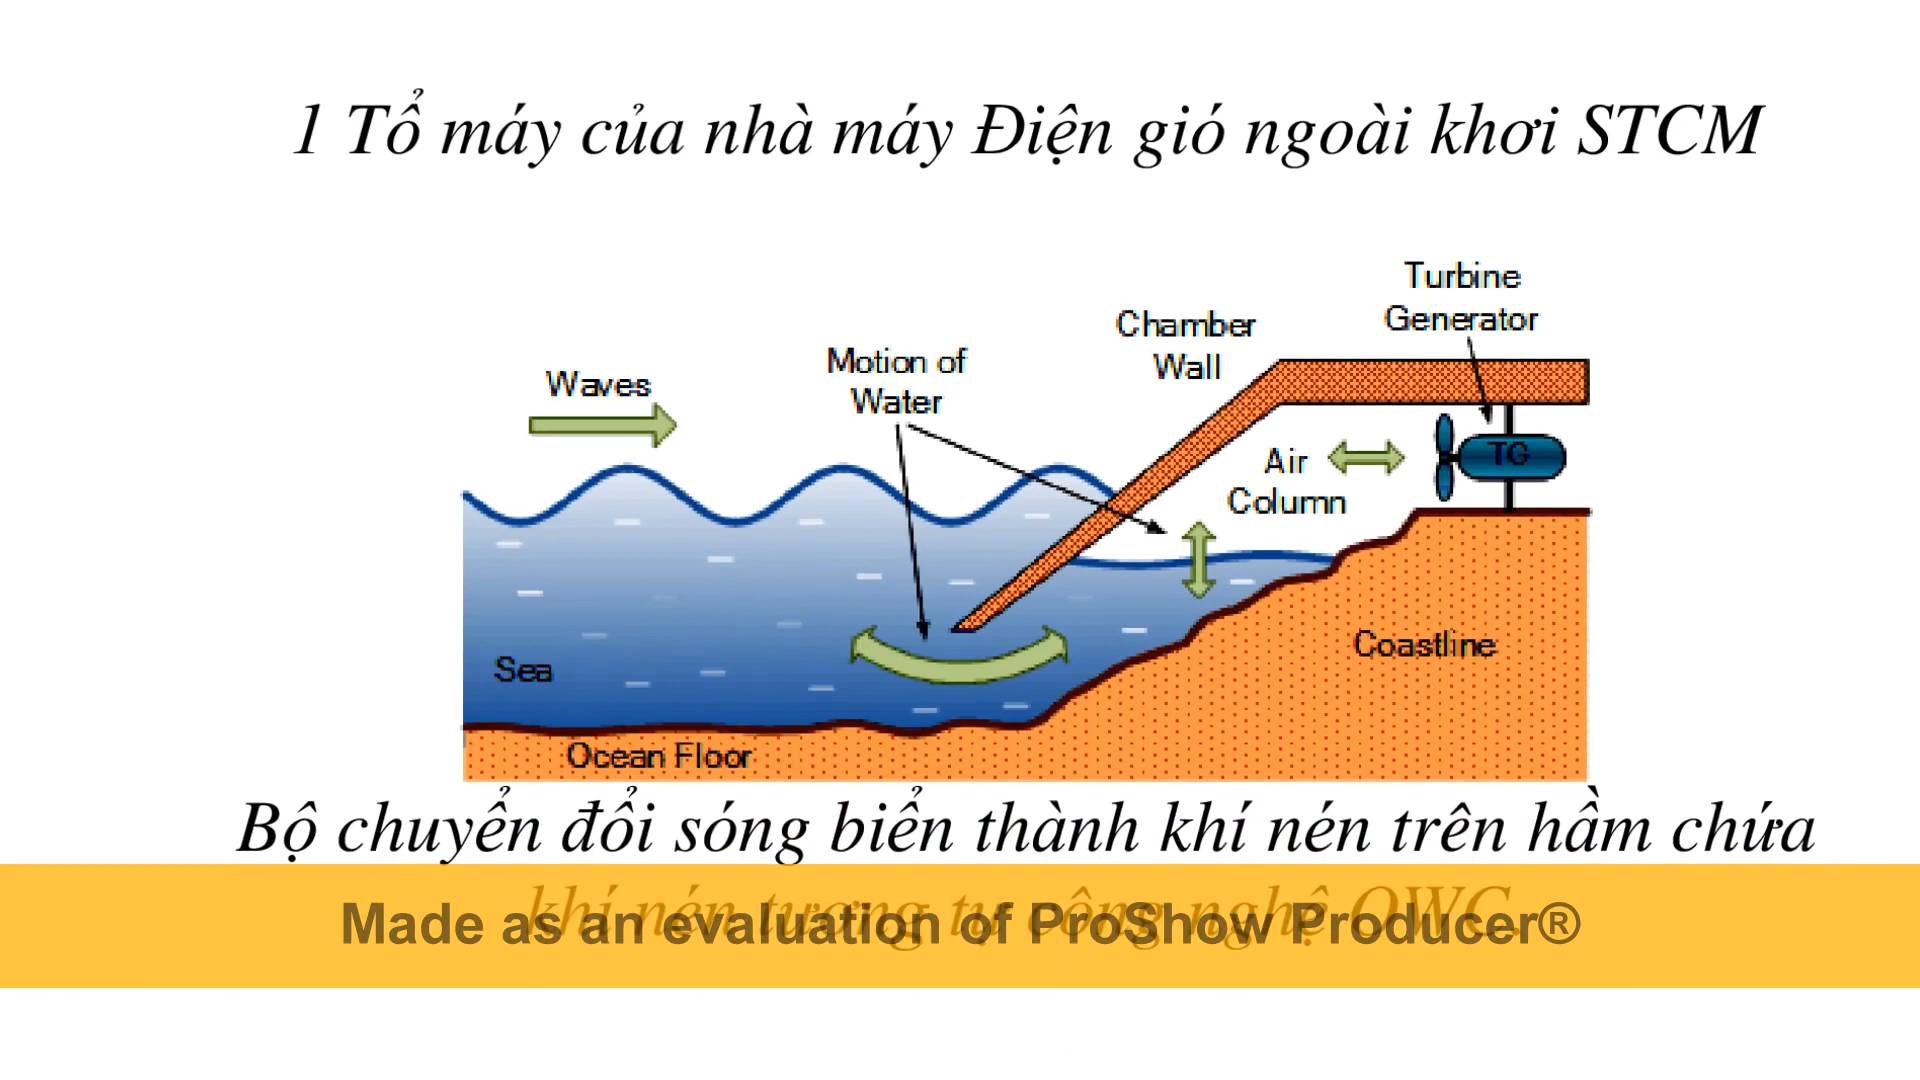 1 Tổ máy của nhà máy Điện gió ngoài khơi STCM
Turbine
Generator
Chamber
Wall
Motion of
Water
Waves
TG
Air
Column
Coastline
Sea
Ocean Floor
Bộ chuyển đổi sóng biển thành khí nén trên hầm chứa
khí nén tương tự công nghệ OWC.
Made as an evaluation of ProShow Producer®